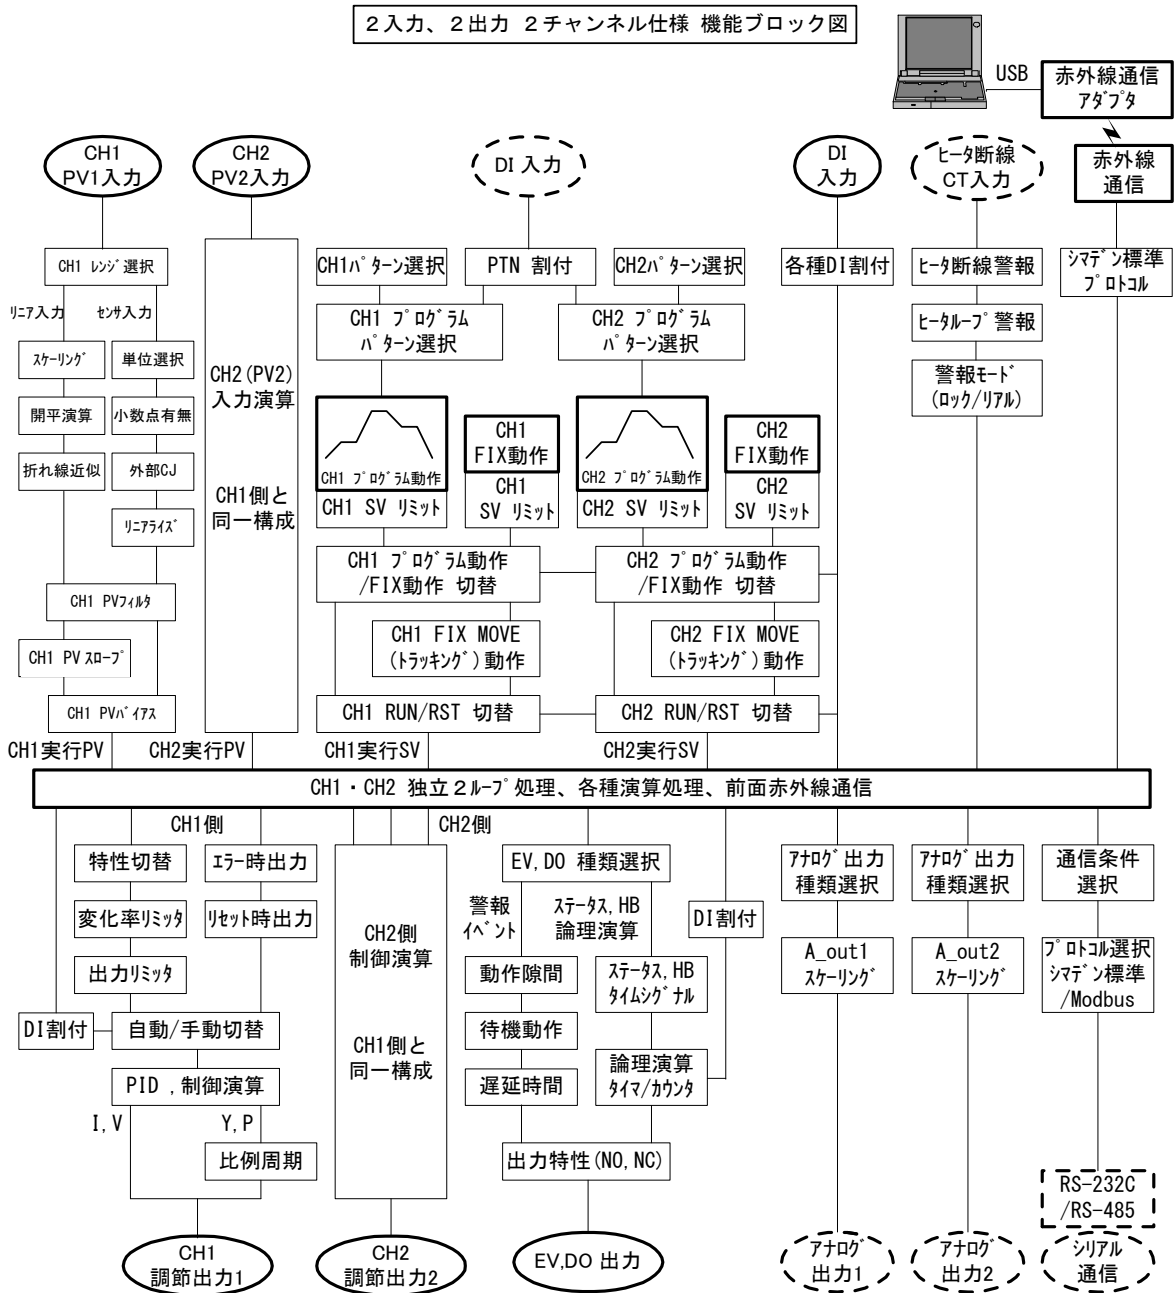 ２入力、２出力 ２チャンネル仕様 機能ブロック図
USB
赤外線通信
ｱﾀﾞﾌﾟﾀ
CH1
PV1入力
CH2
PV2入力
DI 入力
DI
入力
ﾋｰﾀ断線
CT入力
赤外線
通信
CH1 ﾚﾝｼﾞ選択
CH1ﾊﾟﾀｰﾝ選択
PTN 割付
CH2ﾊﾟﾀｰﾝ選択
各種DI割付
ﾋｰﾀ断線警報
ｼﾏﾃﾞﾝ標準
ﾌﾟﾛﾄｺﾙ
ﾘﾆｱ入力
ｾﾝｻ入力
CH1 ﾌﾟﾛｸﾞﾗﾑ
ﾊﾟﾀｰﾝ選択
CH2 ﾌﾟﾛｸﾞﾗﾑ
ﾊﾟﾀｰﾝ選択
ﾋｰﾀﾙｰﾌﾟ警報
ｽｹｰﾘﾝｸﾞ
単位選択
CH2(PV2)
入力演算
警報ﾓｰﾄﾞ
(ﾛｯｸ/ﾘｱﾙ)
開平演算
小数点有無
CH1
FIX動作
CH2
FIX動作
折れ線近似
外部CJ
CH1 ﾌﾟﾛｸﾞﾗﾑ動作
CH2 ﾌﾟﾛｸﾞﾗﾑ動作
CH1側と
同一構成
CH1 SV ﾘﾐｯﾄ
CH1
SV ﾘﾐｯﾄ
CH2 SV ﾘﾐｯﾄ
CH2
SV ﾘﾐｯﾄ
ﾘﾆｱﾗｲｽﾞ
CH1 ﾌﾟﾛｸﾞﾗﾑ動作
/FIX動作 切替
CH2 ﾌﾟﾛｸﾞﾗﾑ動作
/FIX動作 切替
CH1 PVﾌｨﾙﾀ
CH1 FIX MOVE
(ﾄﾗｯｷﾝｸﾞ)動作
CH2 FIX MOVE
(ﾄﾗｯｷﾝｸﾞ)動作
CH1 PV ｽﾛｰﾌﾟ
CH1 PVﾊﾞｲｱｽ
CH1 RUN/RST 切替
CH2 RUN/RST 切替
CH1実行PV
CH2実行PV
CH1実行SV
CH2実行SV
CH1・CH2 独立２ﾙｰﾌﾟ処理、各種演算処理、前面赤外線通信
CH1側
CH2側
特性切替
ｴﾗｰ時出力
EV,DO 種類選択
ｱﾅﾛｸﾞ出力
種類選択
ｱﾅﾛｸﾞ出力
種類選択
通信条件
選択
変化率ﾘﾐｯﾀ
ﾘｾｯﾄ時出力
警報
ｲﾍﾞﾝﾄ
ｽﾃｰﾀｽ,HB
論理演算
DI割付
CH2側
制御演算
A_out1
ｽｹｰﾘﾝｸﾞ
A_out2
ｽｹｰﾘﾝｸﾞ
ﾌﾟﾛﾄｺﾙ選択
ｼﾏﾃﾞﾝ標準
/Modbus
出力ﾘﾐｯﾀ
動作隙間
ｽﾃｰﾀｽ,HB
ﾀｲﾑｼｸﾞﾅﾙ
DI割付
自動/手動切替
待機動作
CH1側と
同一構成
論理演算
ﾀｲﾏ/ｶｳﾝﾀ
PID ,制御演算
遅延時間
I,V
Y,P
比例周期
出力特性(NO,NC)
RS-232C
/RS-485
CH1
調節出力1
CH2
調節出力2
EV,DO 出力
ｱﾅﾛｸﾞ
出力1
ｱﾅﾛｸﾞ
出力2
ｼﾘｱﾙ
通信